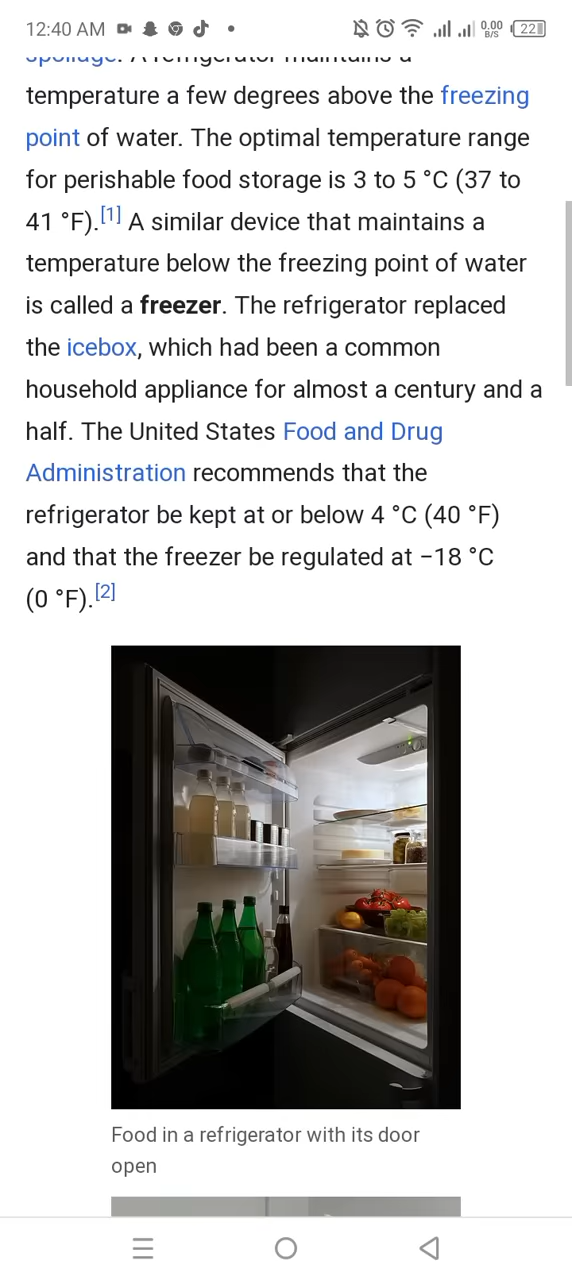 12:40 AM
0.00
B/S
22
spoilage. A refrigerator maintains a
temperature a few degrees above the freezing
point of water. The optimal temperature range
for perishable food storage is 3 to 5 °C (37 to
41 °F).[1] A similar device that maintains a
temperature below the freezing point of water
is called a freezer. The refrigerator replaced
the icebox, which had been a common
household appliance for almost a century and a
half. The United States Food and Drug
Administration recommends that the
refrigerator be kept at or below 4 °C (40 °F)
and that the freezer be regulated at −18 °C
(0 °F).[2]
Food in a refrigerator with its door
open